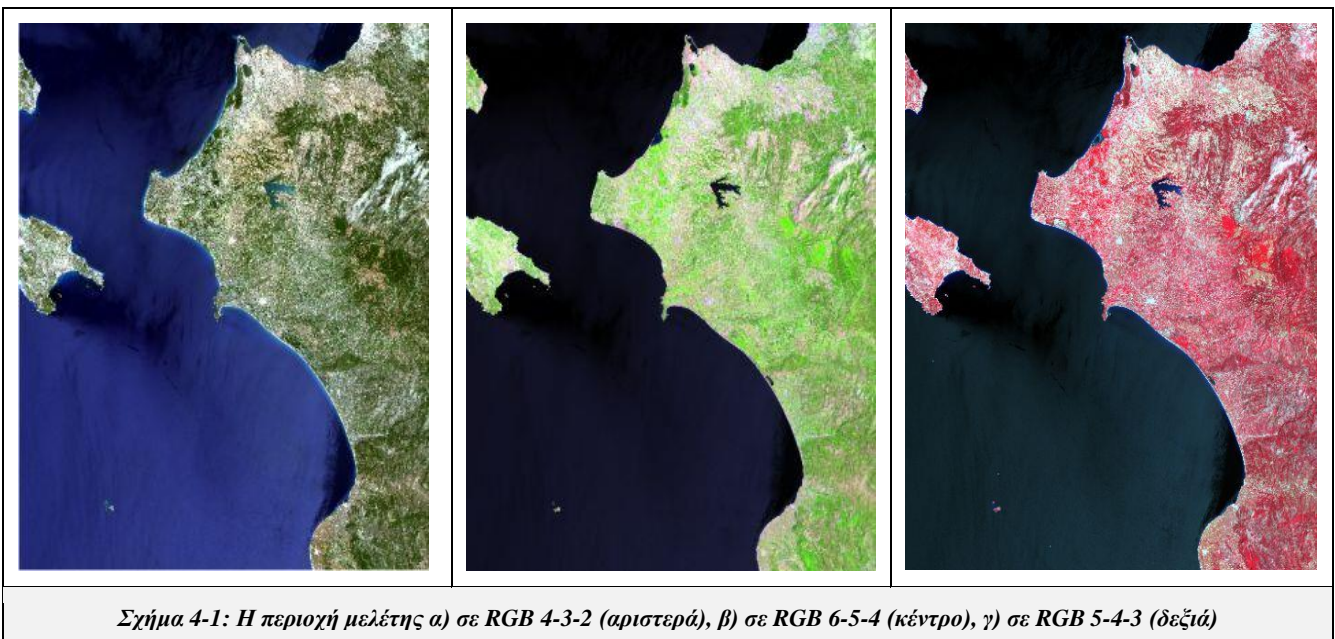 Σχήμα 4-1: Η περιοχή μελέτης α) σε RGB 4-3-2 (αριστερά), β) σε RGB 6-5-4 (κέντρο), γ) σε RGB 5-4-3 (δεξιά)